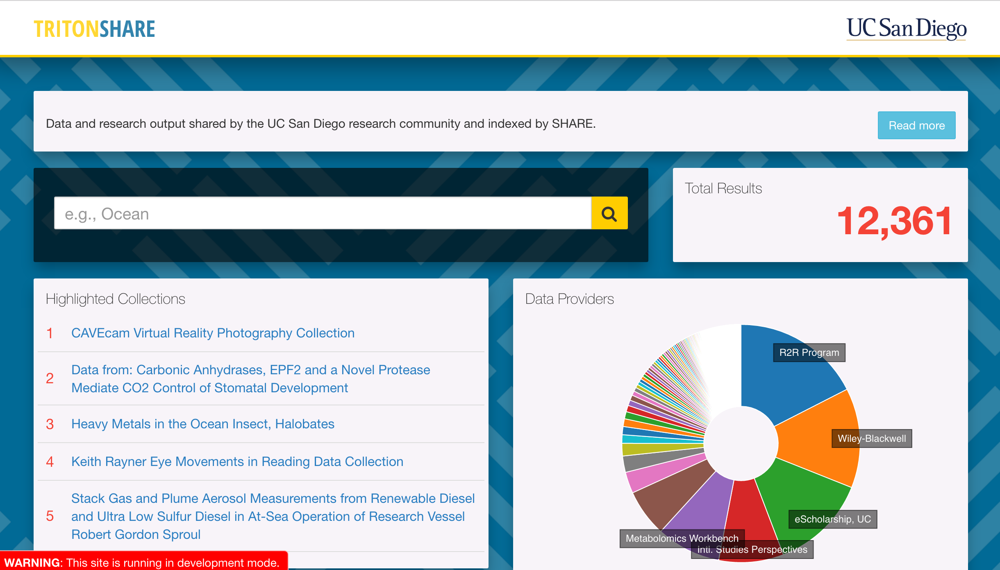 TRITONSHARE
UC San Diego
Data and research output shared by the UC San Diego research community and indexed by SHARE.
Read more
e.g., Ocean
Total Results
12,361
Highlighted Collections
1 CAVEcam Virtual Reality Photography Collection
2 Data from: Carbonic Anhydrases, EPF2 and a Novel Protease
Mediate CO2 Control of Stomatal Development
3 Heavy Metals in the Ocean Insect, Halobates
4 Keith Rayner Eye Movements in Reading Data Collection
5 Stack Gas and Plume Aerosol Measurements from Renewable Diesel
and Ultra Low Sulfur Diesel in At-Sea Operation of Research Vessel
Robert Gordon Sproul
Data Providers
R2R Program
Wiley-Blackwell
eScholarship, UC
Metabolomics Workbench
Intl. Studies Perspectives
WARNING: This site is running in development mode.